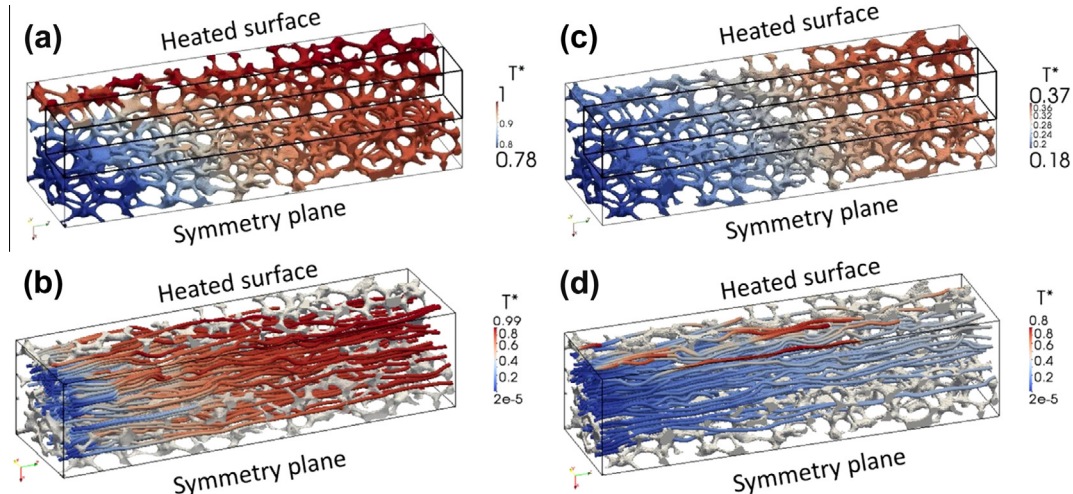 (a)
Heated surface
T*
1
0.9
0.8
0.78
Symmetry plane
(c)
Heated surface
T*
0.37
0.36
0.32
0.28
0.24
0.2
0.18
Symmetry plane
(b)
Heated surface
T*
0.99
0.8
0.6
0.4
0.2
2e-5
Symmetry plane
(d)
Heated surface
T*
0.8
0.6
0.4
0.2
2e-5
Symmetry plane